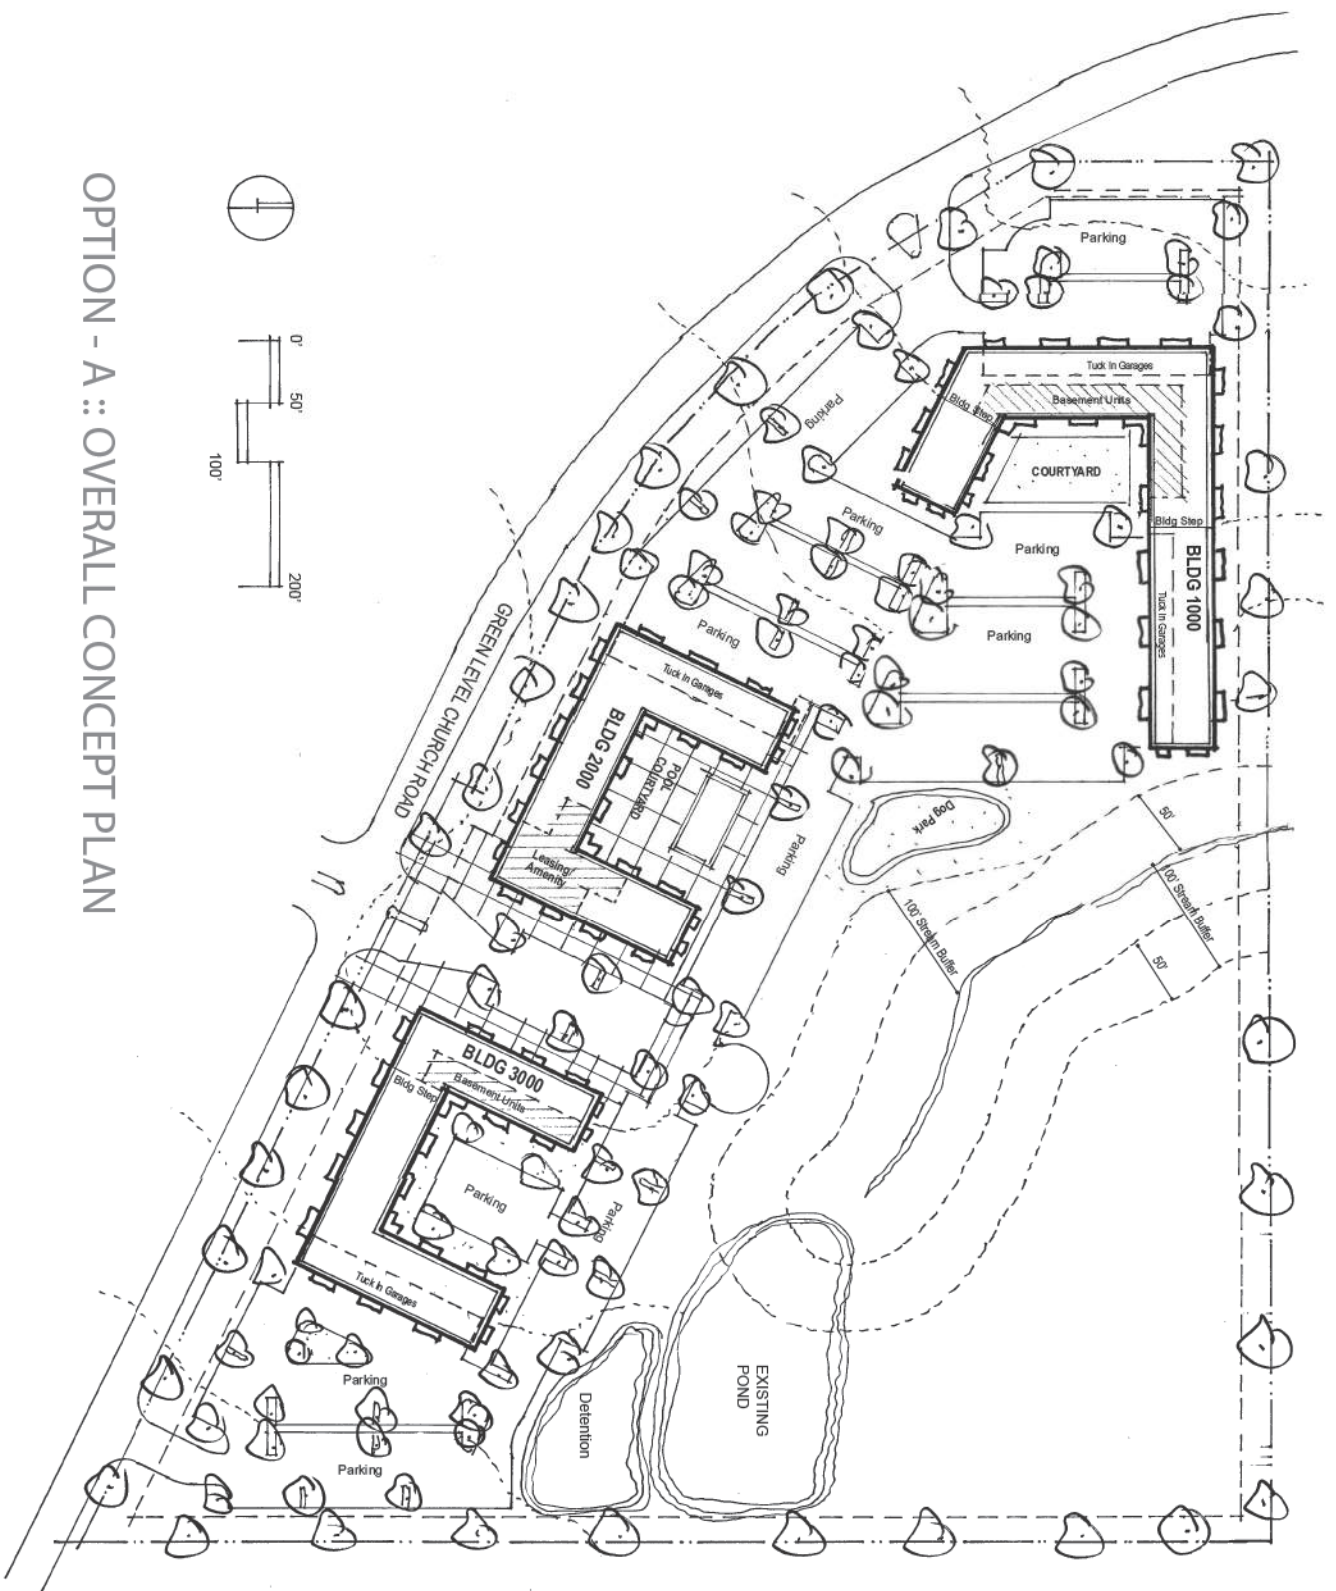 OPTION - A :: OVERALL CONCEPT PLAN
0'
50'
100'
200'
GREEN LEVEL CHURCH ROAD
Parking
Tuck In Garages
Basement Units
Bldg Step
COURTYARD
Parking
Parking
Parking
Bldg Step
BLDG 1000
Tuck In Garages
Parking
Parking
Tuck In Garages
BLDG 2000
POOL
COURTYARD
Leasing/
Amenity
Parking
Dog Park
50'
100' Stream Buffer
100' Stream Buffer
50'
BLDG 3000
Basement Units
Bldg Step
Parking
Parking
Tuck In Garages
Parking
Parking
Detention
EXISTING
POND